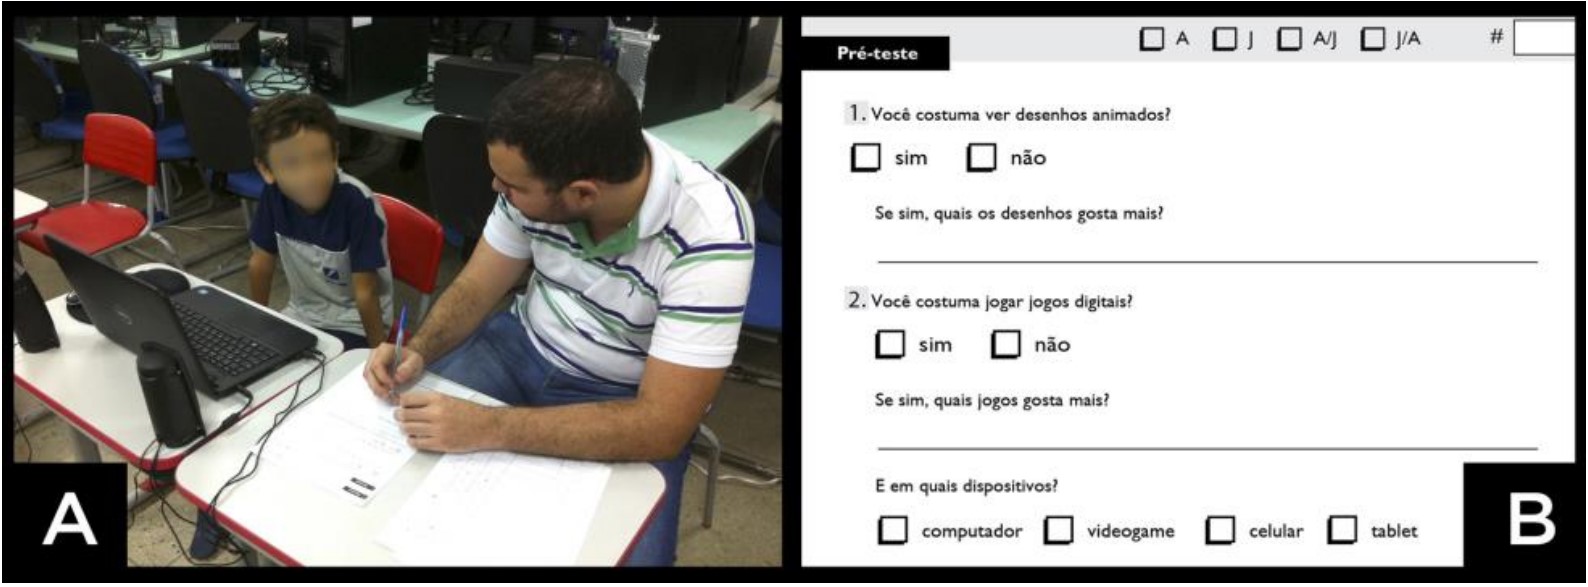 A
Pré-teste
A J A/J J/A #
1. Você costuma ver desenhos animados?
sim não
Se sim, quais os desenhos gosta mais?
2. Você costuma jogar jogos digitais?
sim não
Se sim, quais jogos gosta mais?
E em quais dispositivos?
computador videogame celular tablet
B